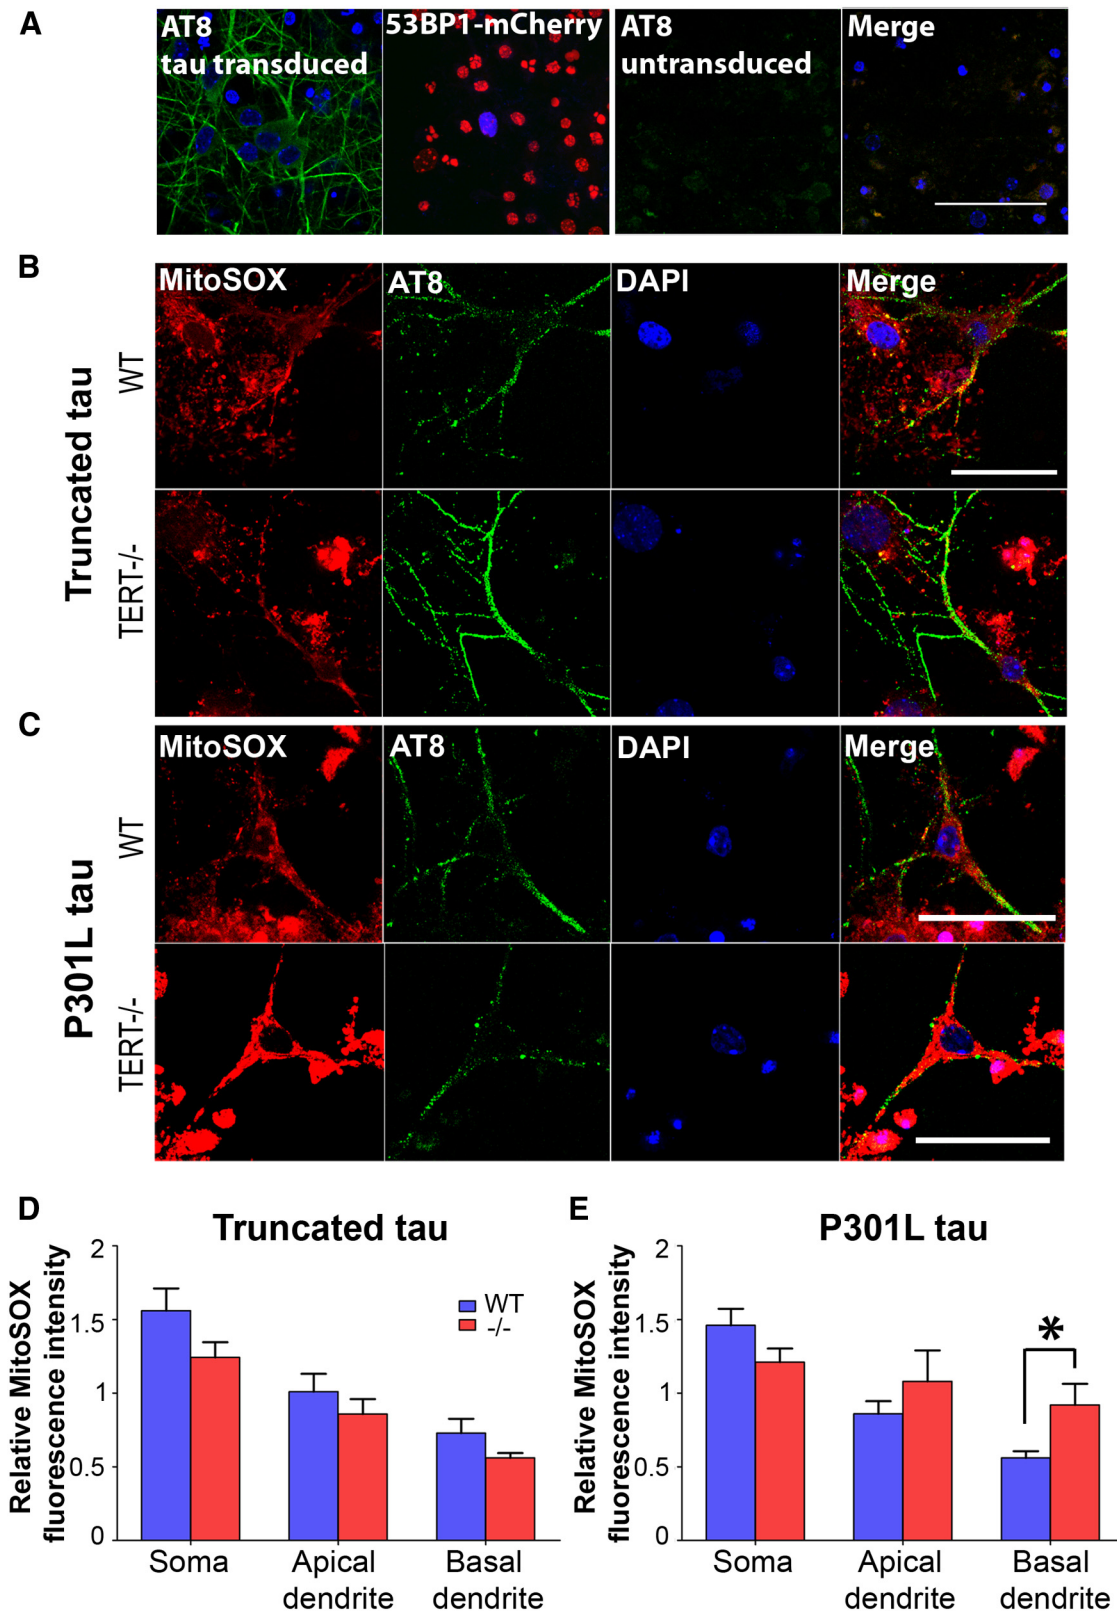 A
AT8
tau transduced
53BP1-mCherry
AT8
untransduced
Merge
B
MitoSOX
AT8
DAPI
Merge
Truncated tau
WT
TERT-/-
C
MitoSOX
AT8
DAPI
Merge
P301L tau
WT
TERT-/-
D
Truncated tau
Relative MitoSOX
fluorescence intensity
2
1.5
1
0.5
0
WT
-/-
Soma
Apical
dendrite
Basal
dendrite
E
P301L tau
Relative MitoSOX
fluorescence intensity
2
1.5
1
0.5
0
*
Soma
Apical
dendrite
Basal
dendrite